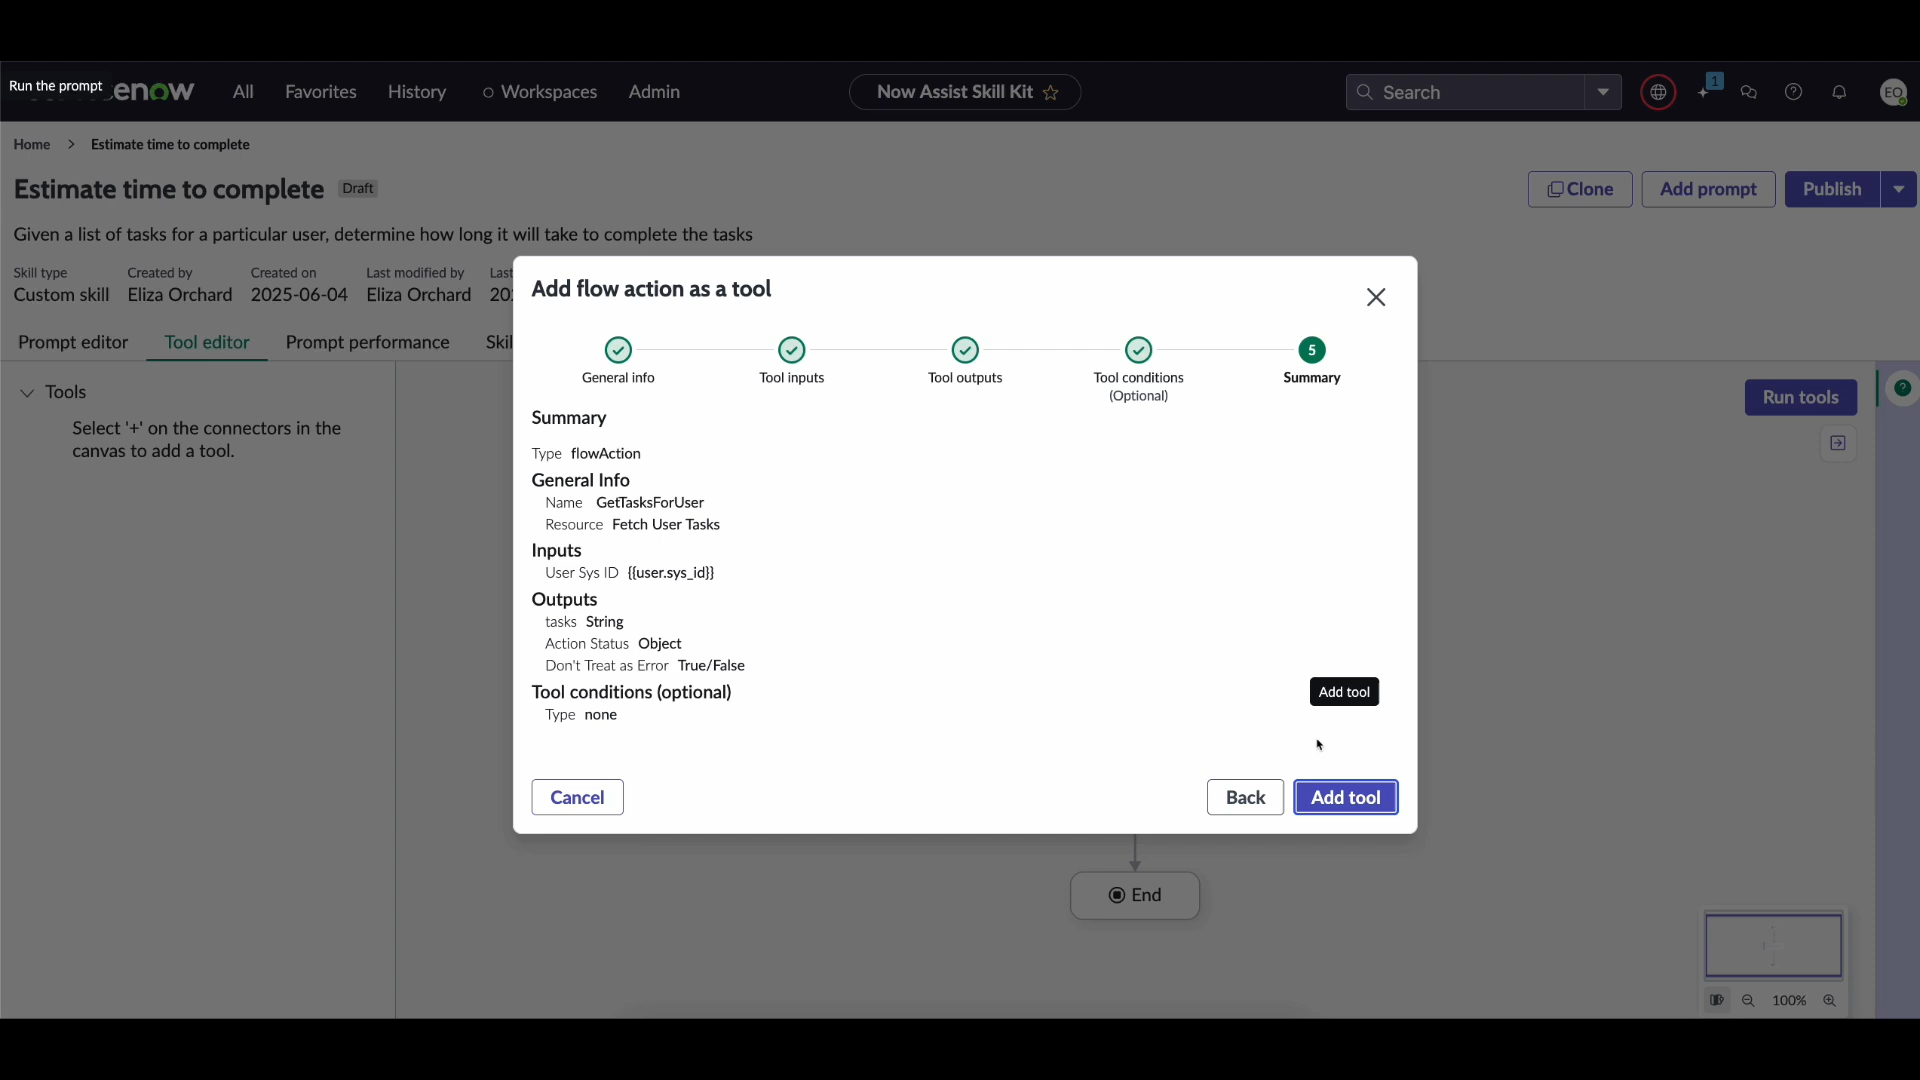 Run the prompt
enow
All
Favorites
History
Workspaces
Admin
Now Assist Skill Kit
Search
1
EO
Home > Estimate time to complete
Estimate time to complete
Draft
Clone
Add prompt
Publish
Given a list of tasks for a particular user, determine how long it will take to complete the tasks
Skill type
Created by
Created on
Last modified by
Last
Custom skill
Eliza Orchard
2025-06-04
Eliza Orchard
20
Prompt editor
Tool editor
Prompt performance
Skil
Tools
Select '+' on the connectors in the
canvas to add a tool.
Run tools
Add flow action as a tool
General info
Tool inputs
Tool outputs
Tool conditions
(Optional)
5
Summary
Summary
Type flowAction
General Info
Name GetTasksForUser
Resource Fetch User Tasks
Inputs
User Sys ID {{user.sys_id}}
Outputs
tasks String
Action Status Object
Don't Treat as Error True/False
Tool conditions (optional)
Type none
Add tool
Cancel
Back
Add tool
End
100%